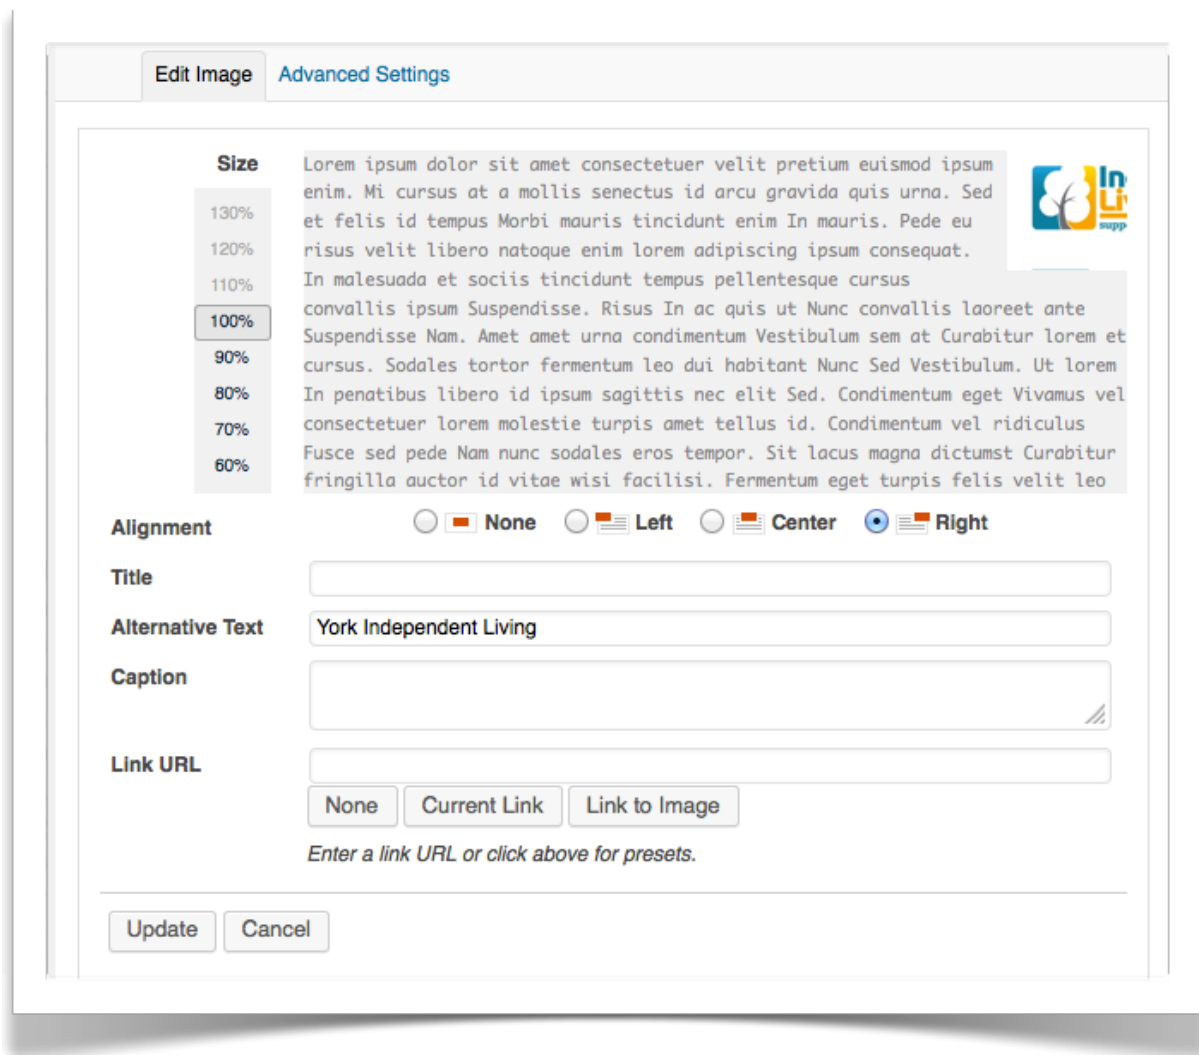 Edit Image
Advanced Settings
Size
130%
120%
110%
100%
90%
80%
70%
60%
Lorem ipsum dolor sit amet consectetuer velit pretium euismod ipsum
enim. Mi cursus at a mollis senectus id arcu gravida quis urna. Sed
et felis id tempus Morbi mauris tincidunt enim In mauris. Pede eu
risus velit libero natoque enim lorem adipiscing ipsum consequat.
In malesuada et sociis tincidunt tempus pellentesque cursus
convallis ipsum Suspendisse. Risus In ac quis ut Nunc convallis laoreet ante
Suspendisse Nam. Amet amet urna condimentum Vestibulum sem at Curabitur lorem et
cursus. Sodales tortor fermentum leo dui habitant Nunc Sed Vestibulum. Ut lorem
In penatibus libero id ipsum sagittis nec elit Sed. Condimentum eget Vivamus vel
consectetuer lorem molestie turpis amet tellus id. Condimentum vel ridiculus
Fusce sed pede Nam nunc sodales eros tempor. Sit lacus magna dictumst Curabitur
fringilla auctor id vitae wisi facilisi. Fermentum eget turpis felis velit leo
In
Li
supp
Alignment
None
Left
Center
Right
Title
Alternative Text
York Independent Living
Caption
Link URL
None
Current Link
Link to Image
Enter a link URL or click above for presets.
Update
Cancel